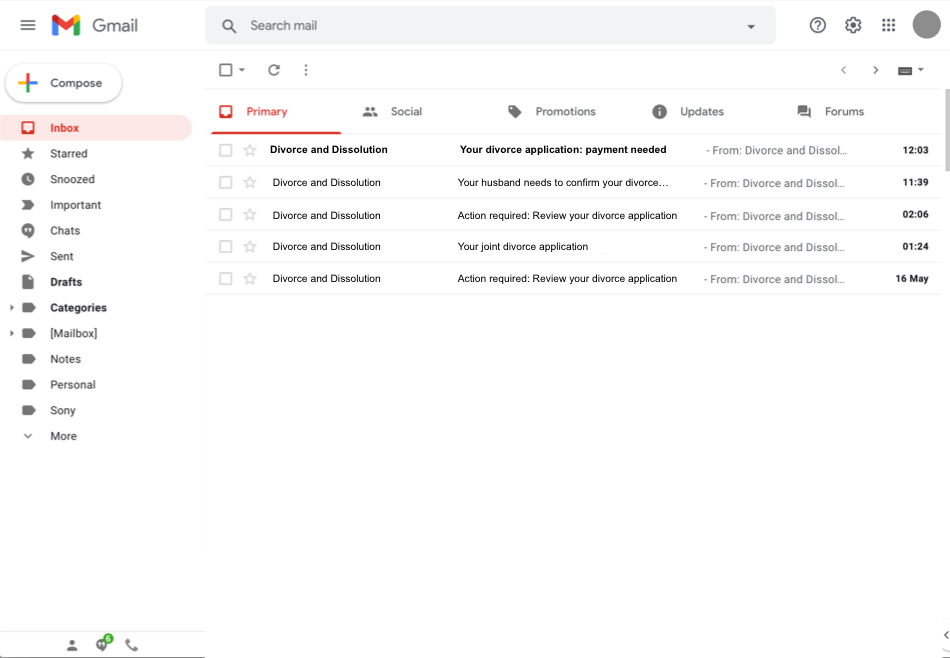 Gmail
Search mail
Compose
Inbox
Starred
Snoozed
Important
Chats
Sent
Drafts
Categories
[Mailbox]
Notes
Personal
Sony
More
6
Primary Social Promotions Updates Forums
Divorce and Dissolution Your divorce application: payment needed - From: Divorce and Dissol... 12:03
Divorce and Dissolution Your husband needs to confirm your divorce... - From: Divorce and Dissol... 11:39
Divorce and Dissolution Action required: Review your divorce application - From: Divorce and Dissol... 02:06
Divorce and Dissolution Your joint divorce application - From: Divorce and Dissol... 01:24
Divorce and Dissolution Action required: Review your divorce application - From: Divorce and Dissol... 16 May